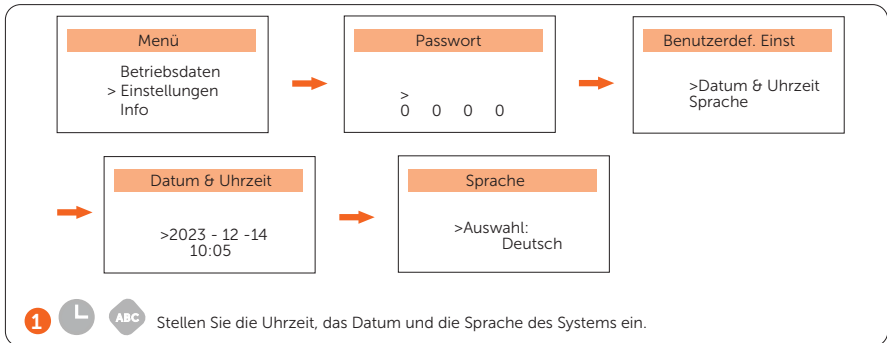 Menü
Betriebsdaten
> Einstellungen
Info
Passwort
>
0 0 0 0
Benutzerdef. Einst
>Datum & Uhrzeit
Sprache
Datum & Uhrzeit
>2023 - 12 -14
10:05
Sprache
>Auswahl:
Deutsch
1 ABC Stellen Sie die Uhrzeit, das Datum und die Sprache des Systems ein.